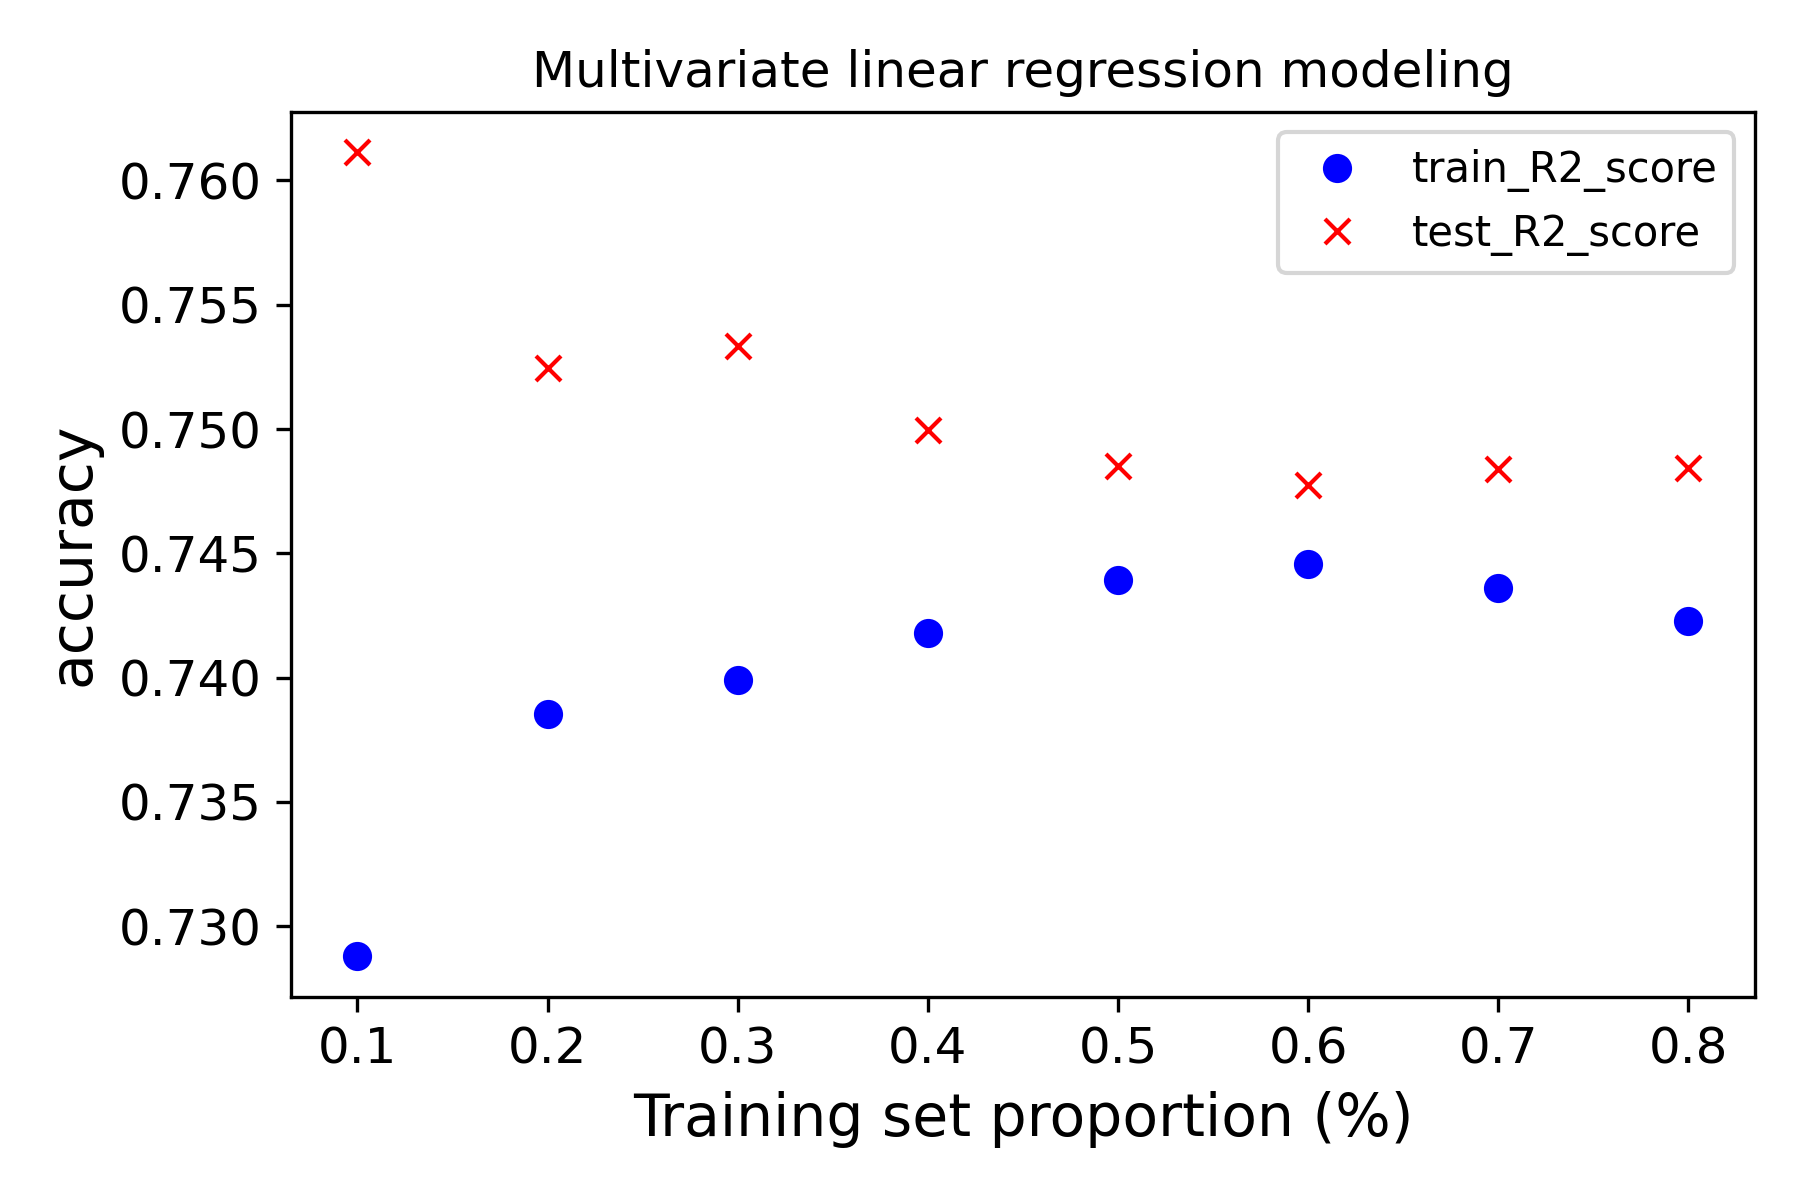 Multivariate linear regression modeling
train_R2_score
test_R2_score
accuracy
0.760
0.755
0.750
0.745
0.740
0.735
0.730
0.1 0.2 0.3 0.4 0.5 0.6 0.7 0.8
Training set proportion (%)